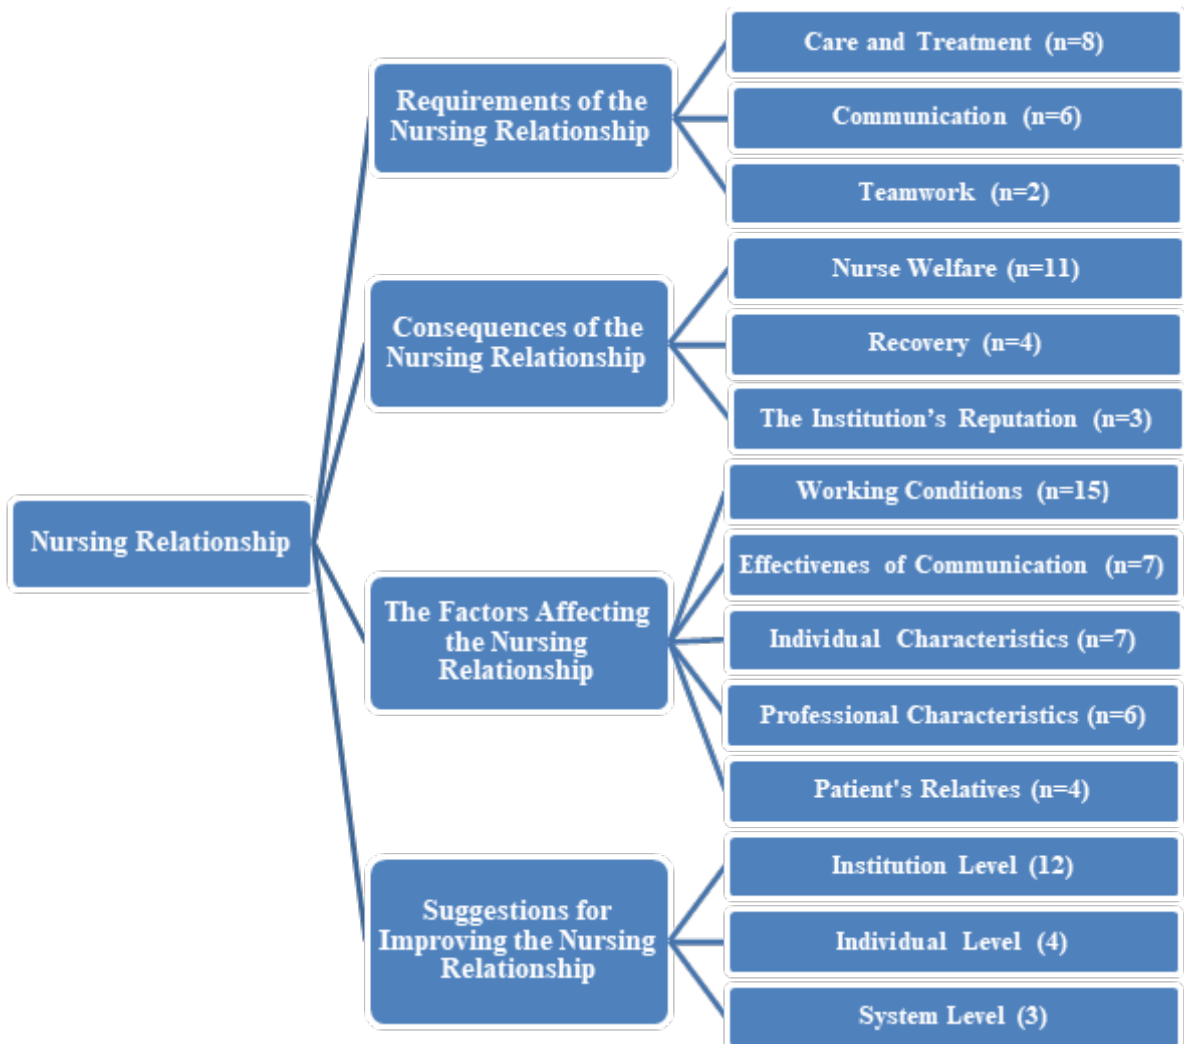 Nursing Relationship
Requirements of the
Nursing Relationship
Care and Treatment (n=8)
Communication (n=6)
Teamwork (n=2)
Consequences of the
Nursing Relationship
Nurse Welfare (n=11)
Recovery (n=4)
The Institution’s Reputation (n=3)
The Factors Affecting
the Nursing
Relationship
Working Conditions (n=15)
Effectivenes of Communication (n=7)
Individual Characteristics (n=7)
Professional Characteristics (n=6)
Patient's Relatives (n=4)
Suggestions for
Improving the Nursing
Relationship
Institution Level (12)
Individual Level (4)
System Level (3)